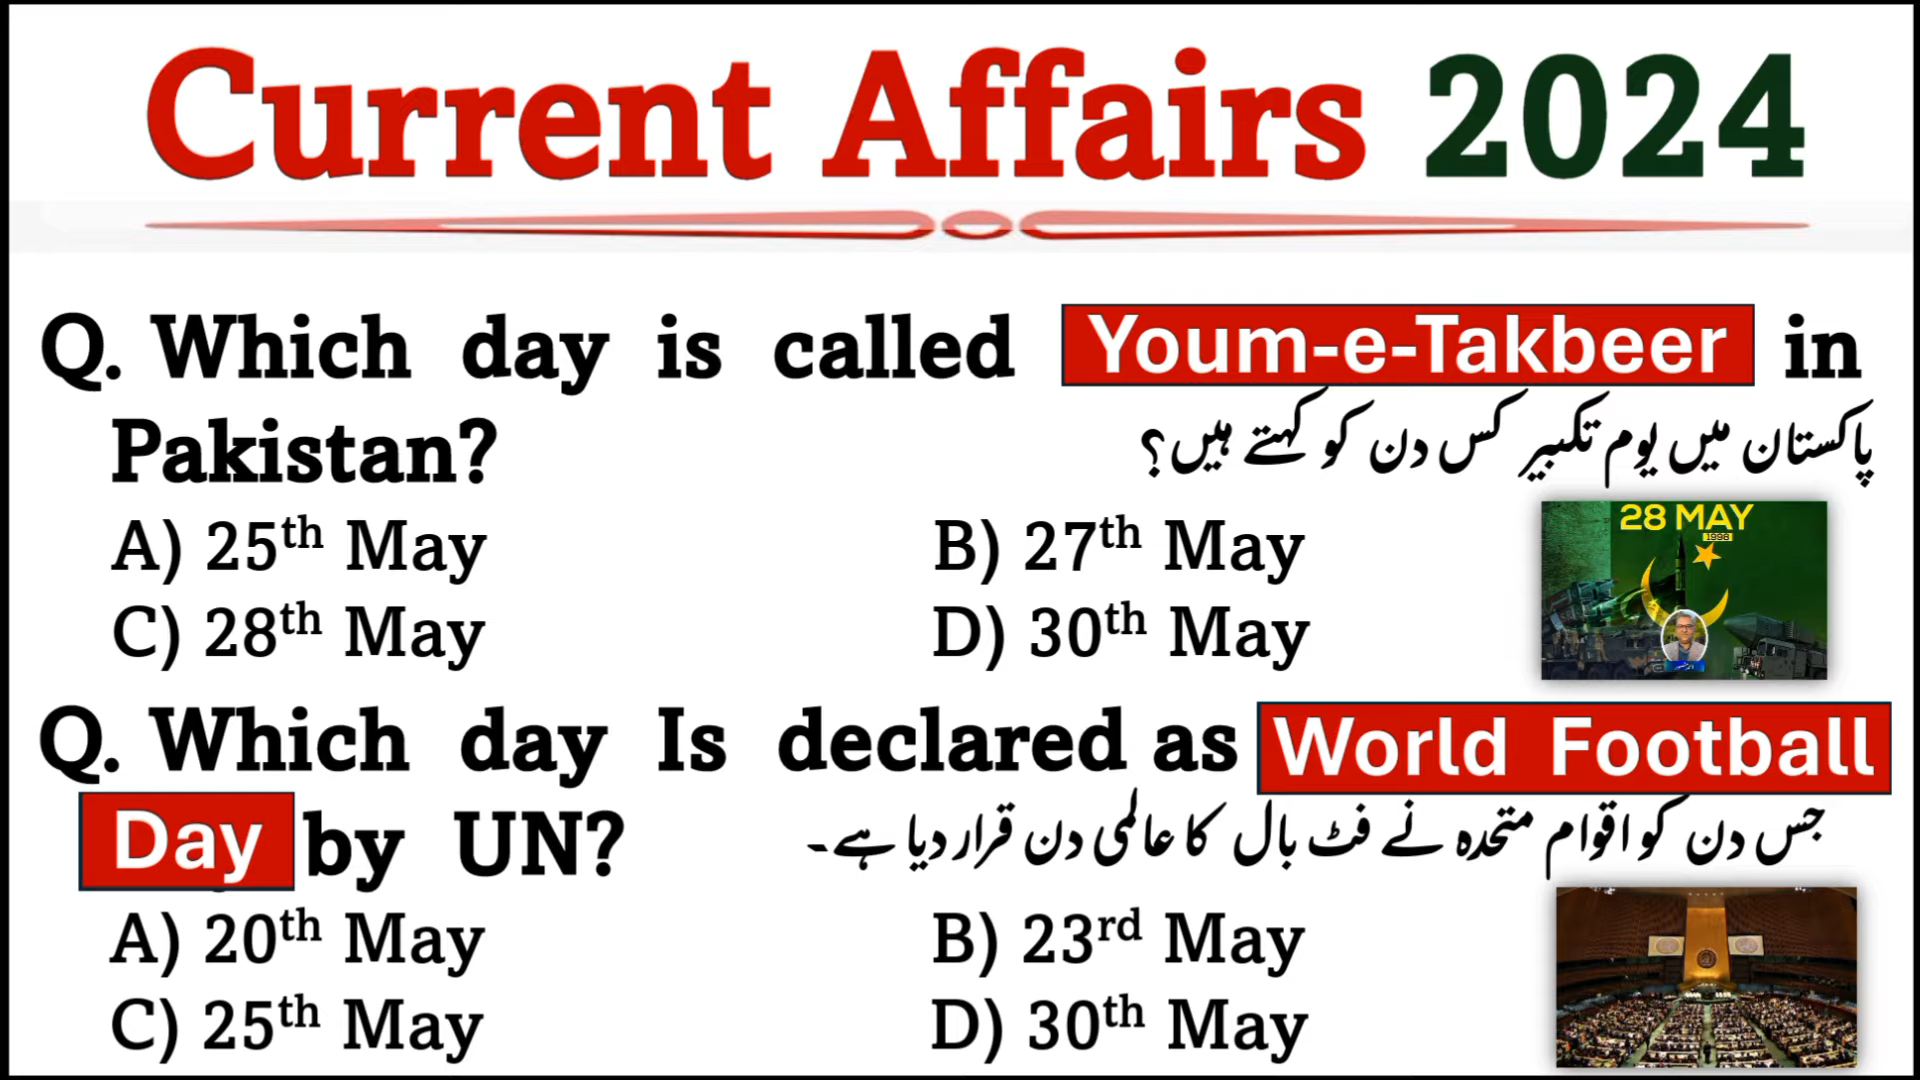 Current Affairs 2024
Q. Which day is called Youm-e-Takbeer in
Pakistan?
پاکستان میں یوم تکبیر کس دن کو کہتے ہیں؟
A) 25th May
B) 27th May
C) 28th May
D) 30th May
28 MAY
1998
Q. Which day Is declared as World Football
Day by UN?
جس دن کو اقوام متحدہ نے فٹ بال کا عالمی دن قرار دیا ہے۔
A) 20th May
B) 23rd May
C) 25th May
D) 30th May